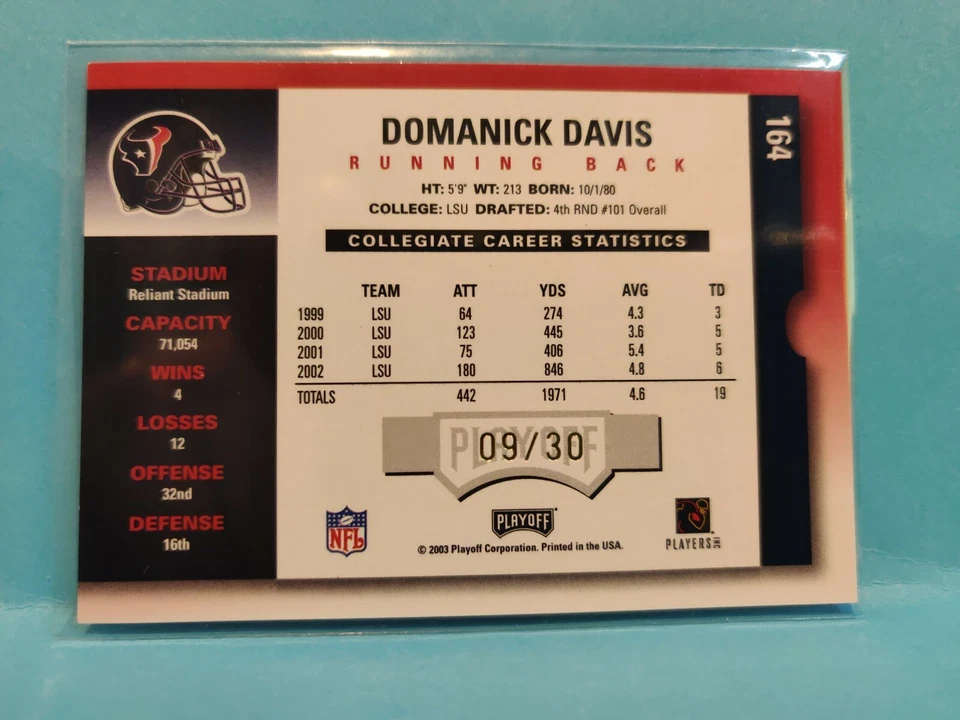 164
DOMANICK DAVIS
RUNNING BACK
HT: 5'9" WT: 213 BORN: 10/1/80
COLLEGE: LSU DRAFTED: 4th RND #101 Overall
COLLEGIATE CAREER STATISTICS
TEAM ATT YDS AVG TD
1999 LSU 64 274 4.3 3
2000 LSU 123 445 3.6 5
2001 LSU 75 406 5.4 5
2002 LSU 180 846 4.8 6
TOTALS 442 1971 4.6 19
PLAYOFF
09/30
STADIUM
Reliant Stadium
CAPACITY
71,054
WINS
4
LOSSES
12
OFFENSE
32nd
DEFENSE
16th
NFL
PLAYOFF
PLAYERS INC
© 2003 Playoff Corporation. Printed in the USA.